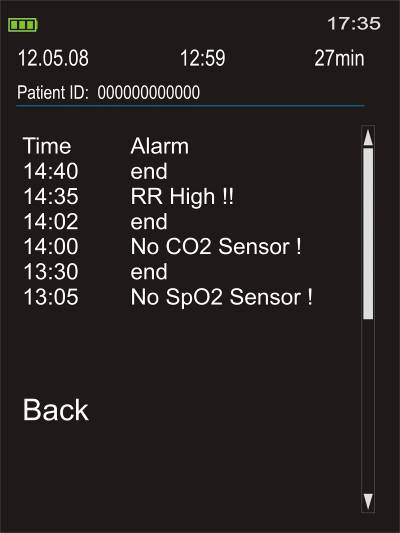 17:35
12.05.08 12:59 27min
Patient ID: 000000000000
Time Alarm
14:40 end
14:35 RR High !!
14:02 end
14:00 No CO2 Sensor !
13:30 end
13:05 No SpO2 Sensor !
Back